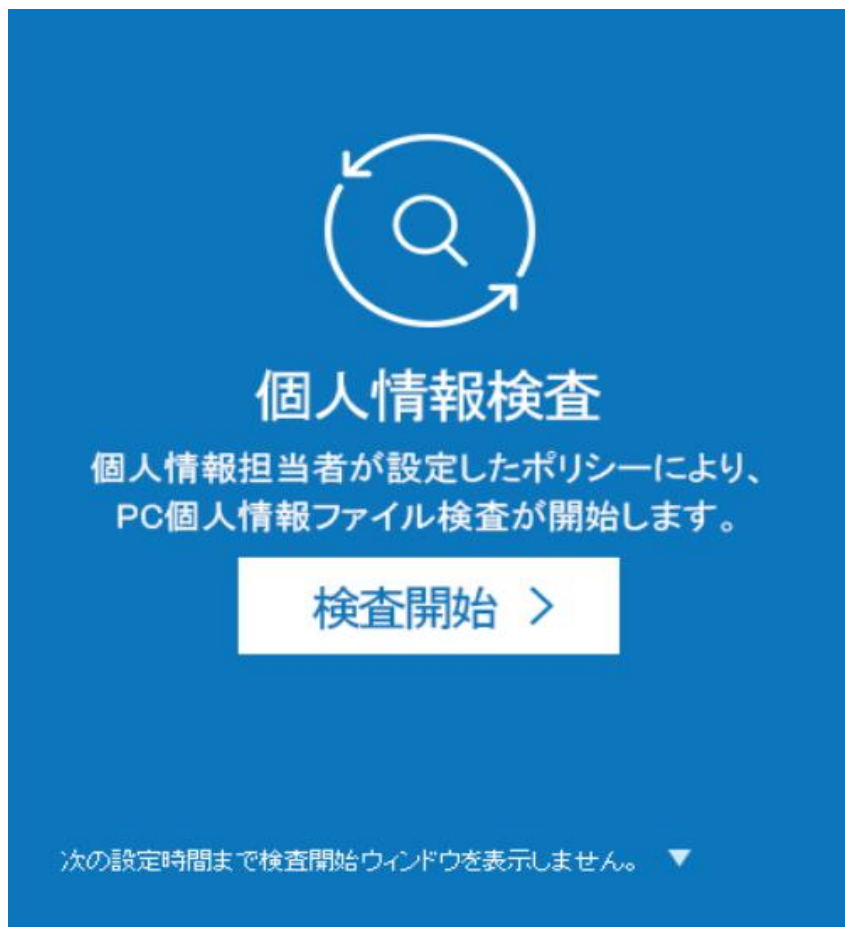 個人情報検査
個人情報担当者が設定したポリシーにより、
PC個人情報ファイル検査が開始します。
検査開始 >
次の設定時間まで検査開始ウィンドウを表示しません。 ▼